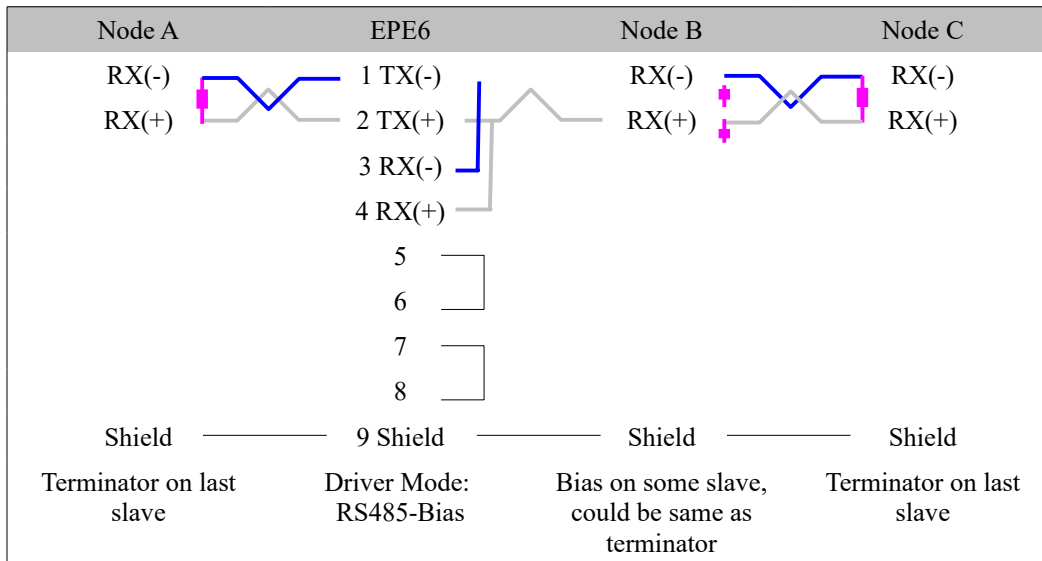 Node A EPE6 Node B Node C
RX(-) 1 TX(-) RX(-) RX(-)
RX(+) 2 TX(+) RX(+) RX(+)
3 RX(-)
4 RX(+)
5
6
7
8
Shield 9 Shield Shield Shield
Terminator on last Driver Mode: Bias on some slave, Terminator on last
slave RS485-Bias could be same as slave
terminator